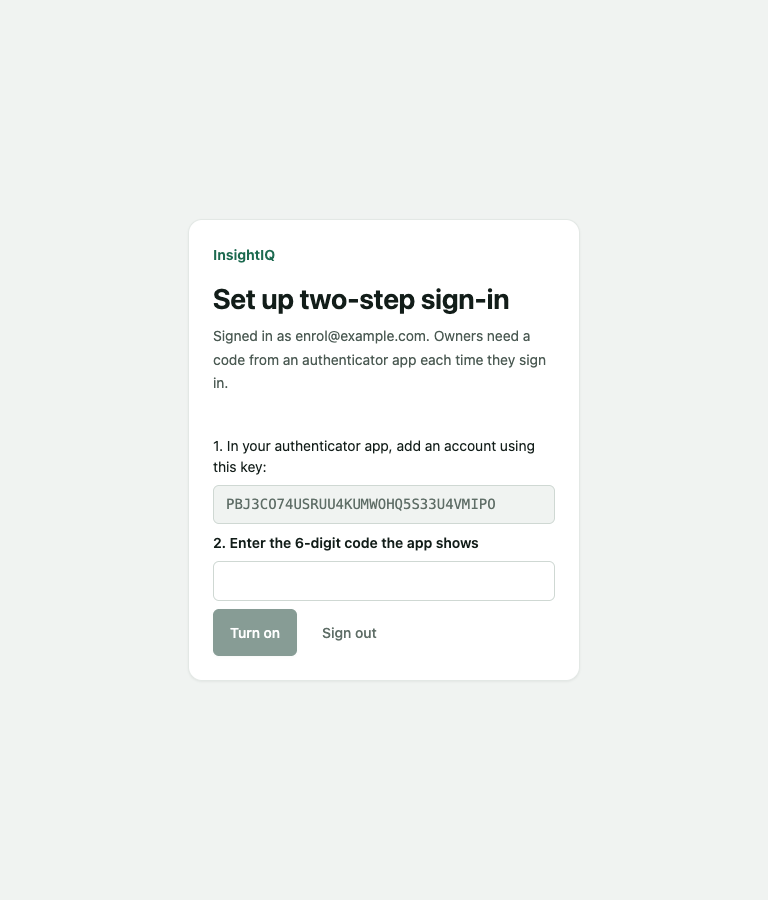 InsightIQ
Set up two-step sign-in
Signed in as enrol@example.com. Owners need a
code from an authenticator app each time they sign
in.
1. In your authenticator app, add an account using
this key:
PBJ3CO74USRUU4KUMWOHQ5S33U4VMIPO
2. Enter the 6-digit code the app shows
Turn on
Sign out